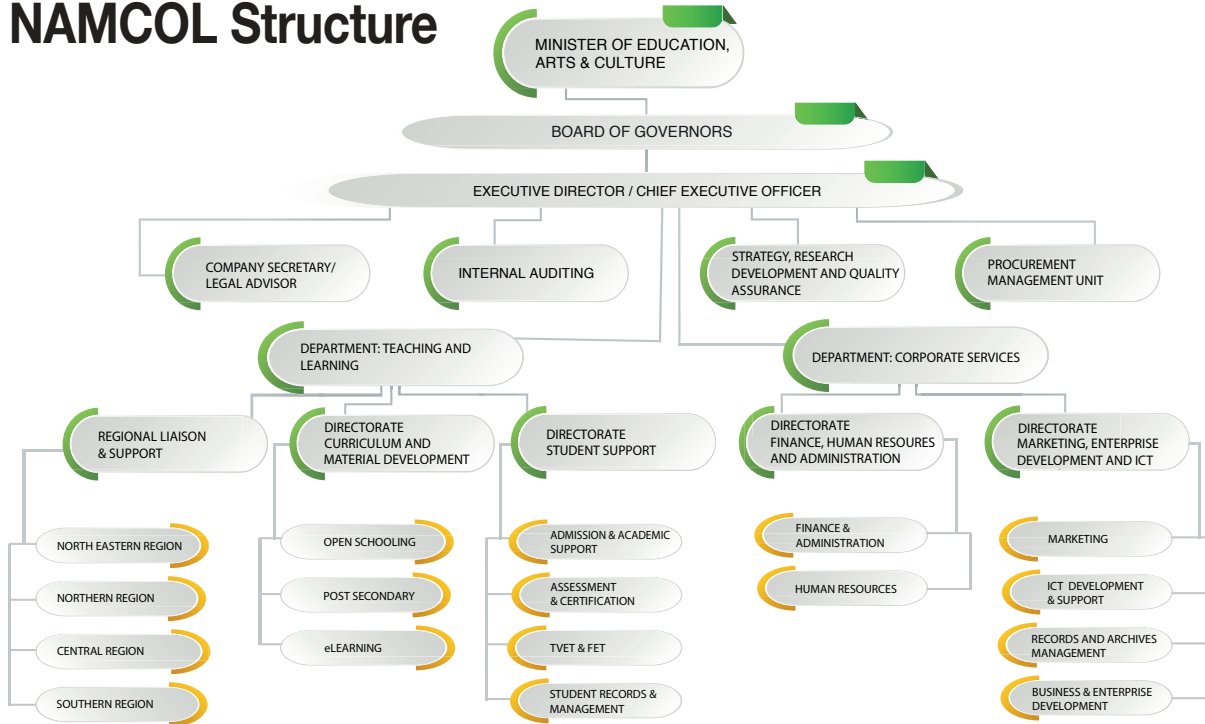 NAMCOL Structure
MINISTER OF EDUCATION,
ARTS & CULTURE
BOARD OF GOVERNORS
EXECUTIVE DIRECTOR / CHIEF EXECUTIVE OFFICER
COMPANY SECRETARY/
LEGAL ADVISOR
INTERNAL AUDITING
STRATEGY, RESEARCH
DEVELOPMENT AND QUALITY
ASSURANCE
PROCUREMENT
MANAGEMENT UNIT
DEPARTMENT: TEACHING AND
LEARNING
DEPARTMENT: CORPORATE SERVICES
REGIONAL LIAISON
& SUPPORT
DIRECTORATE
CURRICULUM AND
MATERIAL DEVELOPMENT
DIRECTORATE
STUDENT SUPPORT
DIRECTORATE
FINANCE, HUMAN RESOURES
AND ADMINISTRATION
DIRECTORATE
MARKETING, ENTERPRISE
DEVELOPMENT AND ICT
NORTH EASTERN REGION
NORTHERN REGION
CENTRAL REGION
SOUTHERN REGION
OPEN SCHOOLING
POST SECONDARY
eLEARNING
ADMISSION & ACADEMIC
SUPPORT
ASSESSMENT
& CERTIFICATION
TVET & FET
STUDENT RECORDS &
MANAGEMENT
FINANCE &
ADMINISTRATION
HUMAN RESOURCES
MARKETING
ICT DEVELOPMENT
& SUPPORT
RECORDS AND ARCHIVES
MANAGEMENT
BUSINESS & ENTERPRISE
DEVELOPMENT